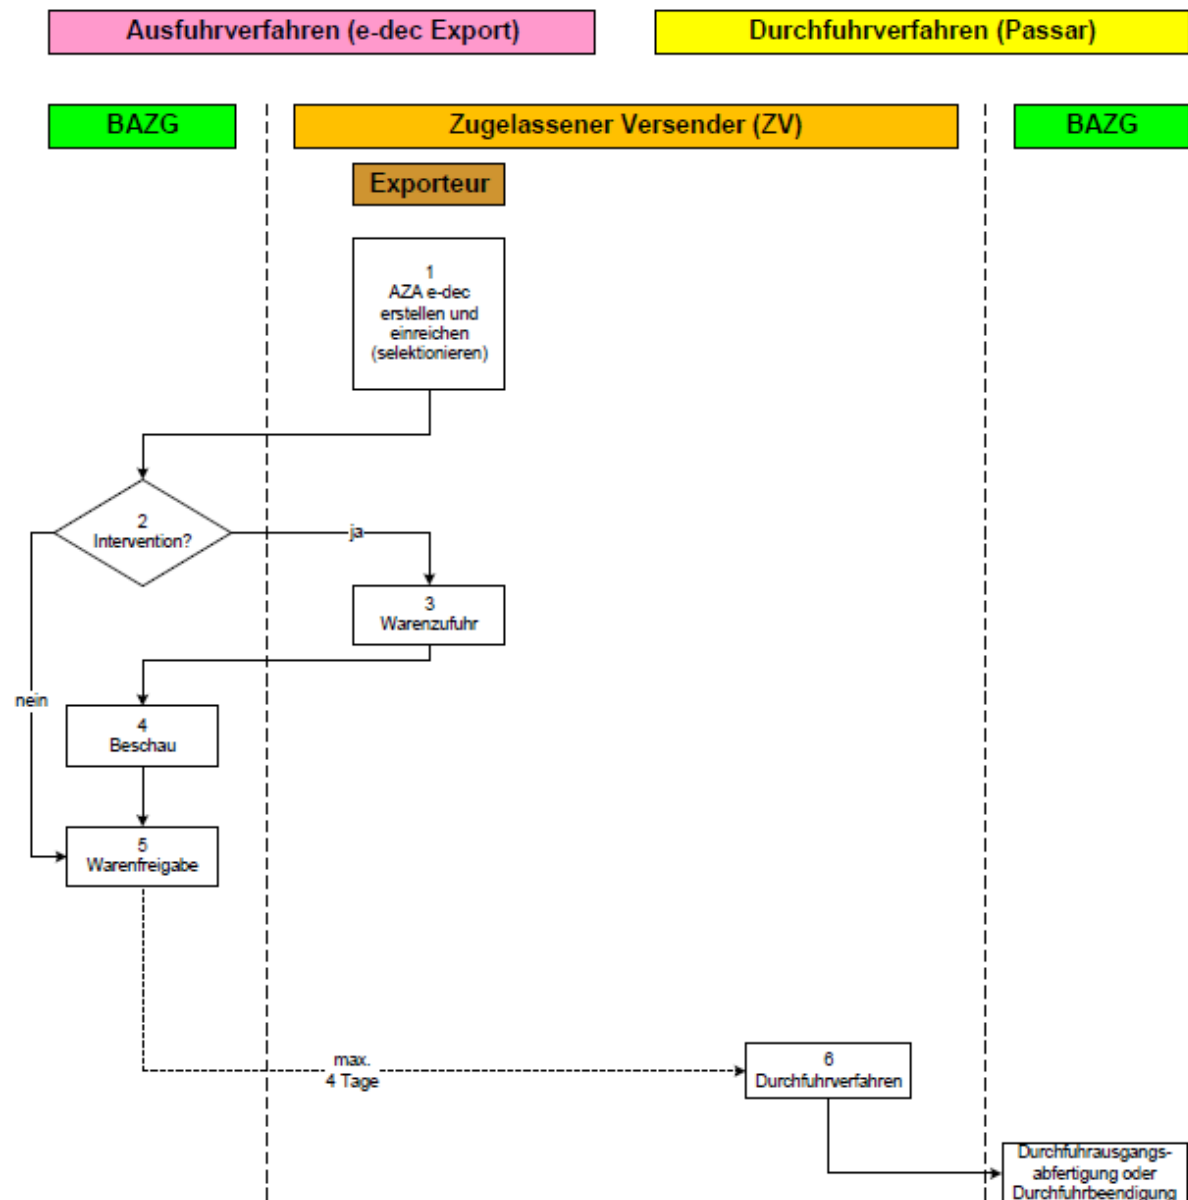 Ausfuhrverfahren (e-dec Export)
Durchfuhrverfahren (Passar)
BAZG
Zugelassener Versender (ZV)
BAZG
Exporteur
1
AZA e-dec
erstellen und
einreichen
(selektionieren)
2
Intervention?
ja
3
Warenzufuhr
nein
4
Beschau
5
Warenfreigabe
max.
4 Tage
6
Durchfuhrverfahren
Durchfuhrausgangs-
abfertigung oder
Durchfuhrbeendigung